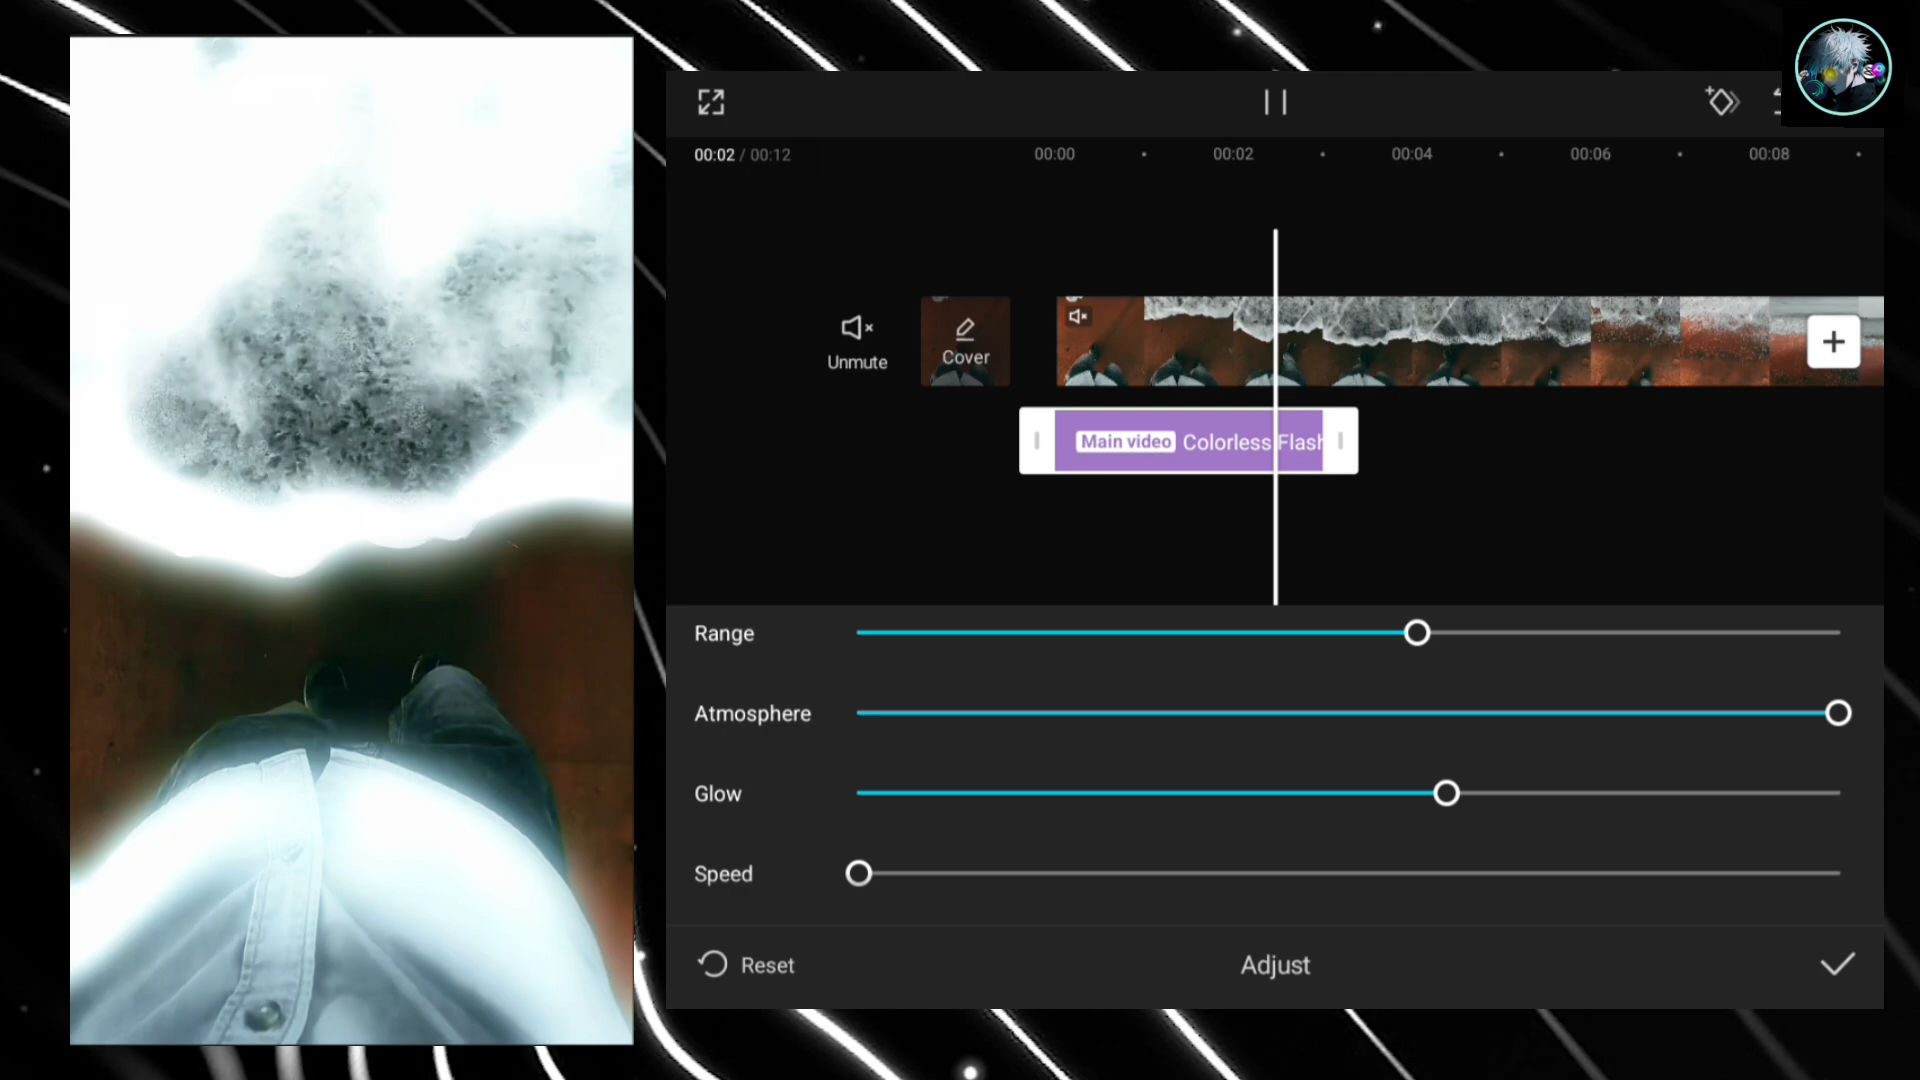 00:02 / 00:12
00:00
00:02
00:04
00:06
00:08
Unmute
Cover
Main video Colorless Flash
Range
Atmosphere
Glow
Speed
Reset
Adjust